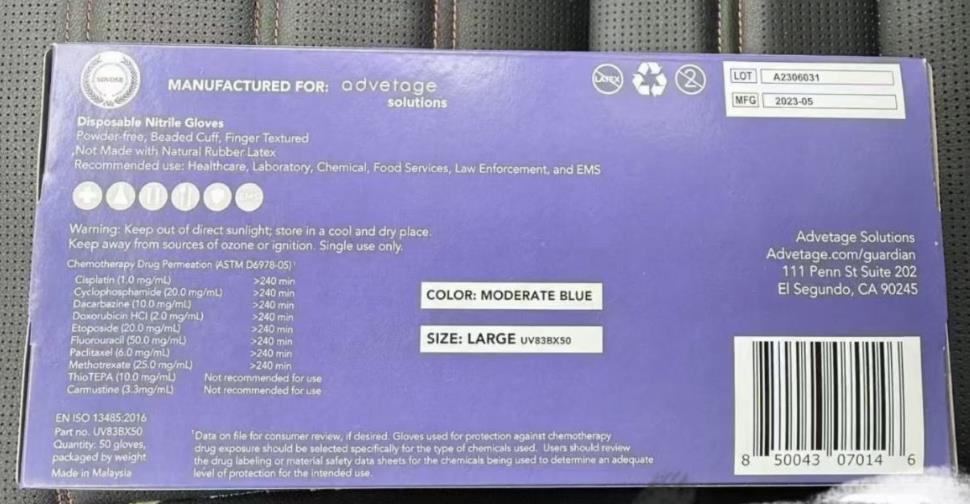 MANUFACTURED FOR: advetage
solutions
LATEX
2
LOT A2306031
MFG 2023-05
Disposable Nitrile Gloves
Powder-free, Beaded Cuff, Finger Textured
Not Made with Natural Rubber Latex
Recommended use: Healthcare, Laboratory, Chemical, Food Services, Law Enforcement, and EMS
EMS
Warning: Keep out of direct sunlight; store in a cool and dry place.
Keep away from sources of ozone or ignition. Single use only.
Chemotherapy Drug Permeation (ASTM D6978-05)¹
Cisplatin (1.0 mg/mL) >240 min
Cyclophosphamide (20.0 mg/mL) >240 min
Dacarbazine (10.0 mg/mL) >240 min
Doxorubicin HCl (2.0 mg/mL) >240 min
Etoposide (20.0 mg/mL) >240 min
Fluorouracil (50.0 mg/mL) >240 min
Paclitaxel (6.0 mg/mL) >240 min
Methotrexate (25.0 mg/mL) >240 min
ThioTEPA (10.0 mg/mL) Not recommended for use
Carmustine (3.3mg/mL) Not recommended for use
COLOR: MODERATE BLUE
SIZE: LARGE UV83BX50
Advetage Solutions
Advetage.com/guardian
111 Penn St Suite 202
El Segundo, CA 90245
EN ISO 13485:2016
Part no. UV83BX50
Quantity: 50 gloves,
packaged by weight
Made in Malaysia
¹Data on file for consumer review, if desired. Gloves used for protection against chemotherapy
drug exposure should be selected specifically for the type of chemicals used. Users should review
the drug labeling or material safety data sheets for the chemicals being used to determine an adequate
level of protection for the intended use.
8 50043 07014 6